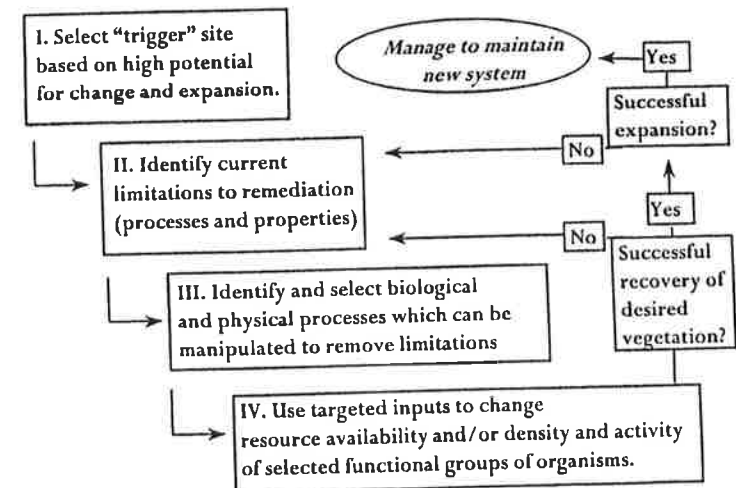 I. Select “trigger” site
based on high potential
for change and expansion.
Manage to maintain
new system
Yes
Successful
expansion?
No
II. Identify current
limitations to remediation
(processes and properties)
Yes
No
Successful
recovery of
desired
vegetation?
III. Identify and select biological
and physical processes which can be
manipulated to remove limitations
IV. Use targeted inputs to change
resource availability and/or density and activity
of selected functional groups of organisms.